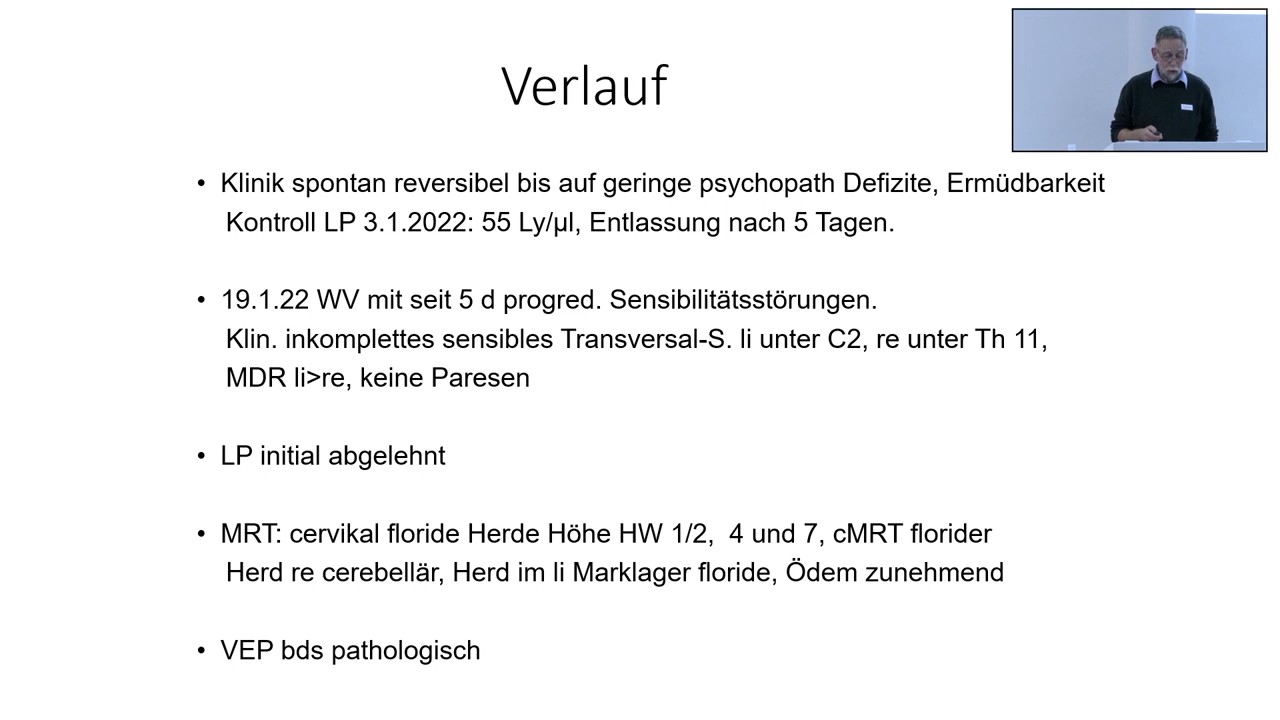 Verlauf
• Klinik spontan reversibel bis auf geringe psychopath Defizite, Ermüdbarkeit
Kontroll LP 3.1.2022: 55 Ly/µl, Entlassung nach 5 Tagen.
• 19.1.22 WV mit seit 5 d progred. Sensibilitätsstörungen.
Klin. inkomplettes sensibles Transversal-S. li unter C2, re unter Th 11,
MDR li>re, keine Paresen
• LP initial abgelehnt
• MRT: cervikal floride Herde Höhe HW 1/2, 4 und 7, cMRT florider
Herd re cerebellär, Herd im li Marklager floride, Ödem zunehmend
• VEP bds pathologisch